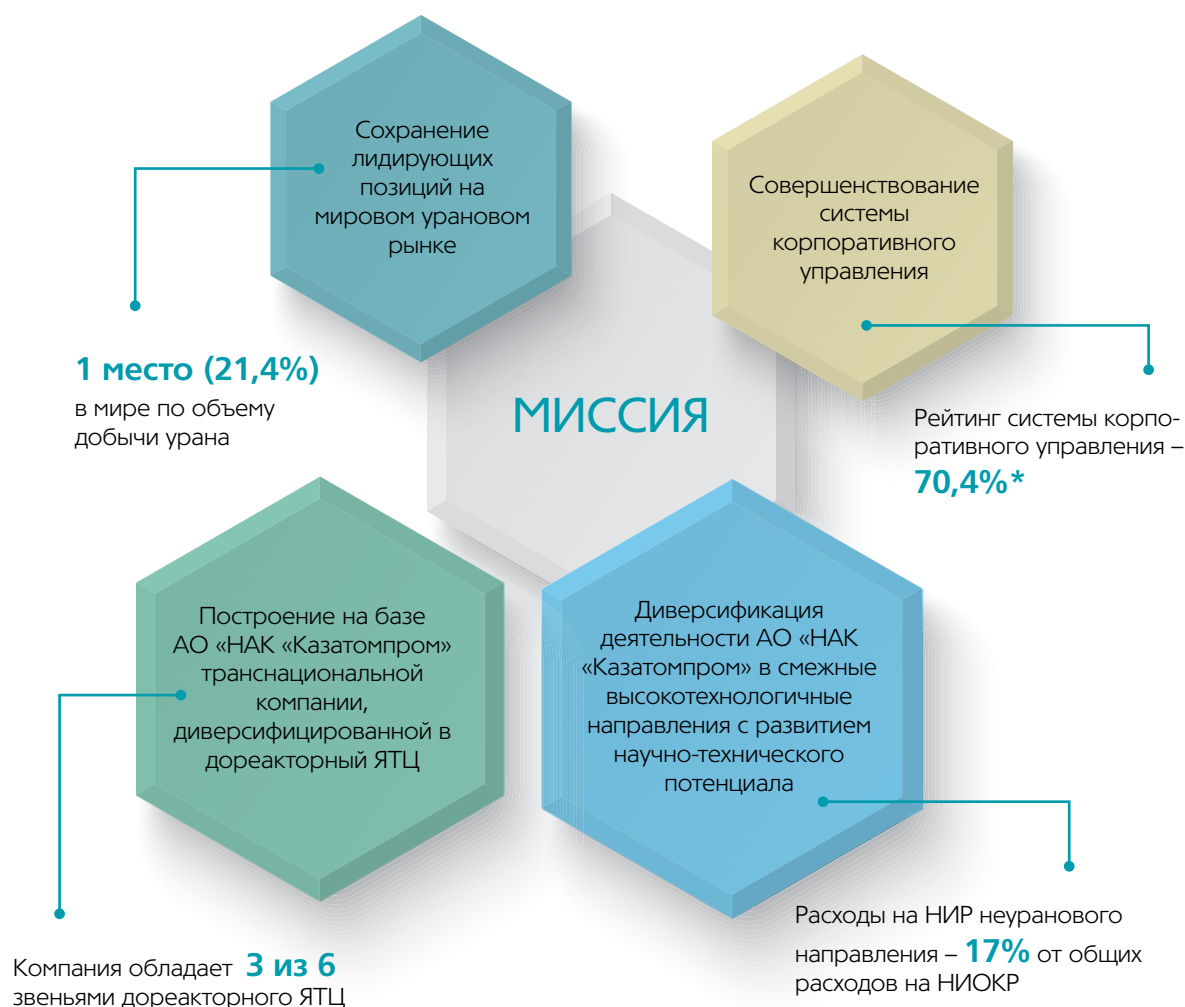 Сохранение
лидирующих
позиций на
мировом урановом
рынке
Совершенствование
системы
корпоративного
управления
1 место (21,4%)
в мире по объему
добычи урана
МИССИЯ
Рейтинг системы корпо-
ративного управления –
70,4%*
Построение на базе
АО «НАК «Казатомпром»
транснациональной
компании,
диверсифицированной в
дореакторный ЯТЦ
Диверсификация
деятельности АО «НАК
«Казатомпром» в смежные
высокотехнологичные
направления с развитием
научно-технического
потенциала
Компания обладает 3 из 6
звеньями дореакторного ЯТЦ
Расходы на НИР неуранового
направления – 17% от общих
расходов на НИОКР